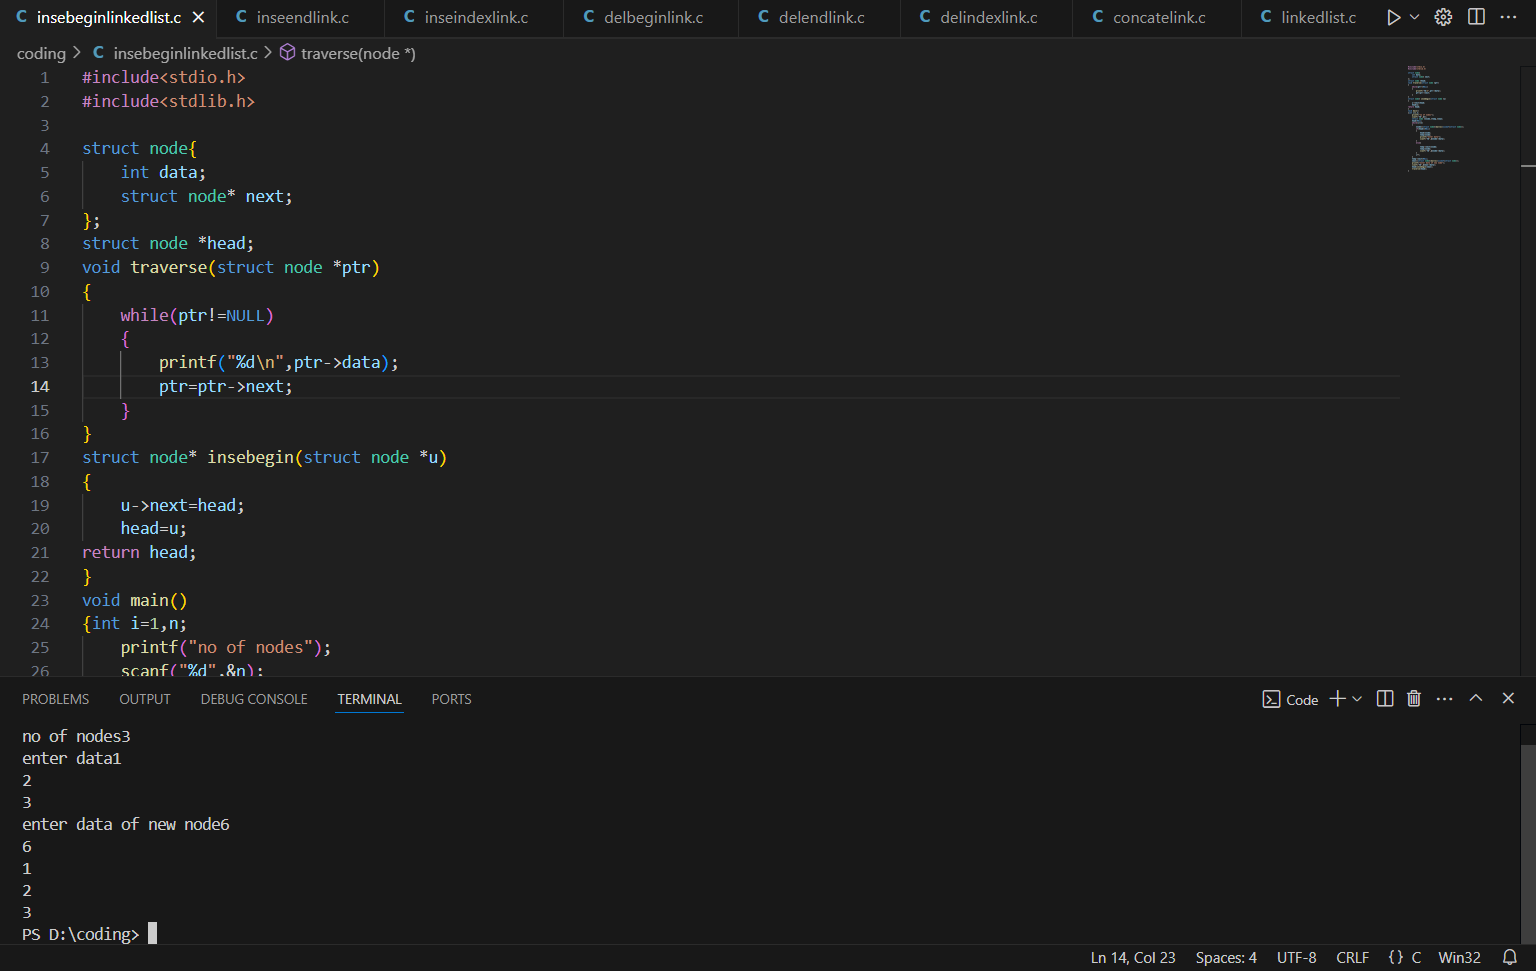 C insebeginlinkedlist.c × C inseendlink.c C inseindexlink.c C delbeginlink.c C delendlink.c C delindexlink.c C concatelink.c C linkedlist.c
coding > C insebeginlinkedlist.c > traverse(node *)
1 #include<stdio.h>
2 #include<stdlib.h>
3
4 struct node{
5 int data;
6 struct node* next;
7 };
8 struct node *head;
9 void traverse(struct node *ptr)
10 {
11 while(ptr!=NULL)
12 {
13 printf("%d\n",ptr->data);
14 ptr=ptr->next;
15 }
16 }
17 struct node* insebegin(struct node *u)
18 {
19 u->next=head;
20 head=u;
21 return head;
22 }
23 void main()
24 {int i=1,n;
25 printf("no of nodes");
26 scanf("%d",&n);
PROBLEMS OUTPUT DEBUG CONSOLE TERMINAL PORTS Code
no of nodes3
enter data1
2
3
enter data of new node6
6
1
2
3
PS D:\coding>
Ln 14, Col 23 Spaces: 4 UTF-8 CRLF {} C Win32